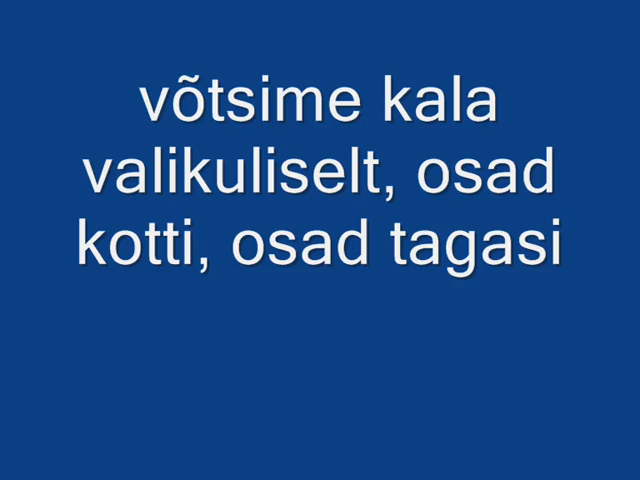 võtsime kala
valikuliselt, osad
kotti, osad tagasi